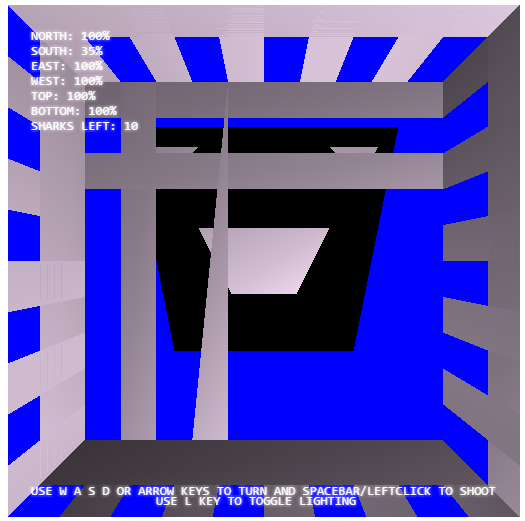 NORTH: 100%
SOUTH: 35%
EAST: 100%
WEST: 100%
TOP: 100%
BOTTOM: 100%
SHARKS LEFT: 10
USE W A S D OR ARROW KEYS TO TURN AND SPACEBAR/LEFTCLICK TO SHOOT
USE L KEY TO TOGGLE LIGHTING